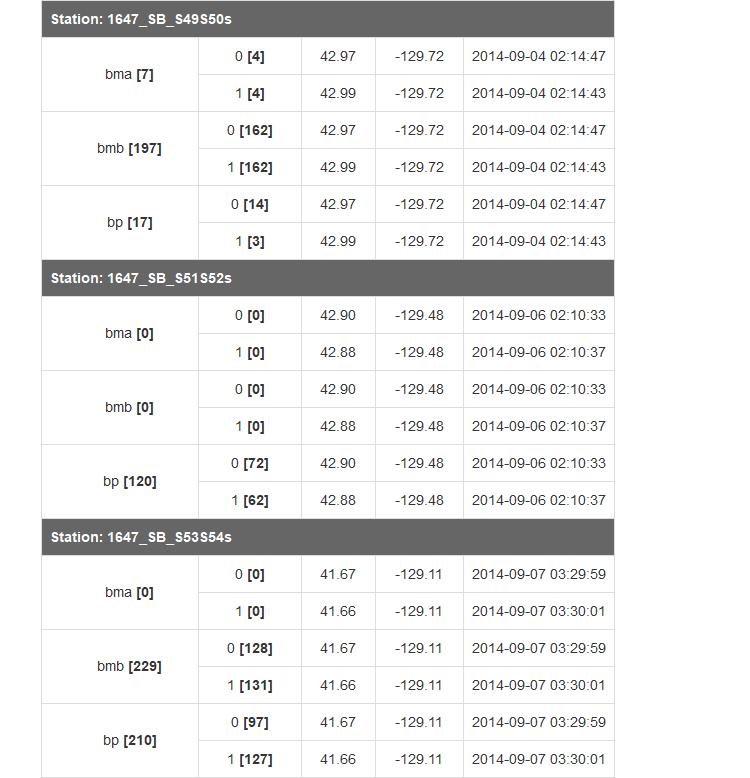 Station: 1647_SB_S49S50s
bma [7] 0 [4] 42.97 -129.72 2014-09-04 02:14:47
1 [4] 42.99 -129.72 2014-09-04 02:14:43
bmb [197] 0 [162] 42.97 -129.72 2014-09-04 02:14:47
1 [162] 42.99 -129.72 2014-09-04 02:14:43
bp [17] 0 [14] 42.97 -129.72 2014-09-04 02:14:47
1 [3] 42.99 -129.72 2014-09-04 02:14:43
Station: 1647_SB_S51S52s
bma [0] 0 [0] 42.90 -129.48 2014-09-06 02:10:33
1 [0] 42.88 -129.48 2014-09-06 02:10:37
bmb [0] 0 [0] 42.90 -129.48 2014-09-06 02:10:33
1 [0] 42.88 -129.48 2014-09-06 02:10:37
bp [120] 0 [72] 42.90 -129.48 2014-09-06 02:10:33
1 [62] 42.88 -129.48 2014-09-06 02:10:37
Station: 1647_SB_S53S54s
bma [0] 0 [0] 41.67 -129.11 2014-09-07 03:29:59
1 [0] 41.66 -129.11 2014-09-07 03:30:01
bmb [229] 0 [128] 41.67 -129.11 2014-09-07 03:29:59
1 [131] 41.66 -129.11 2014-09-07 03:30:01
bp [210] 0 [97] 41.67 -129.11 2014-09-07 03:29:59
1 [127] 41.66 -129.11 2014-09-07 03:30:01